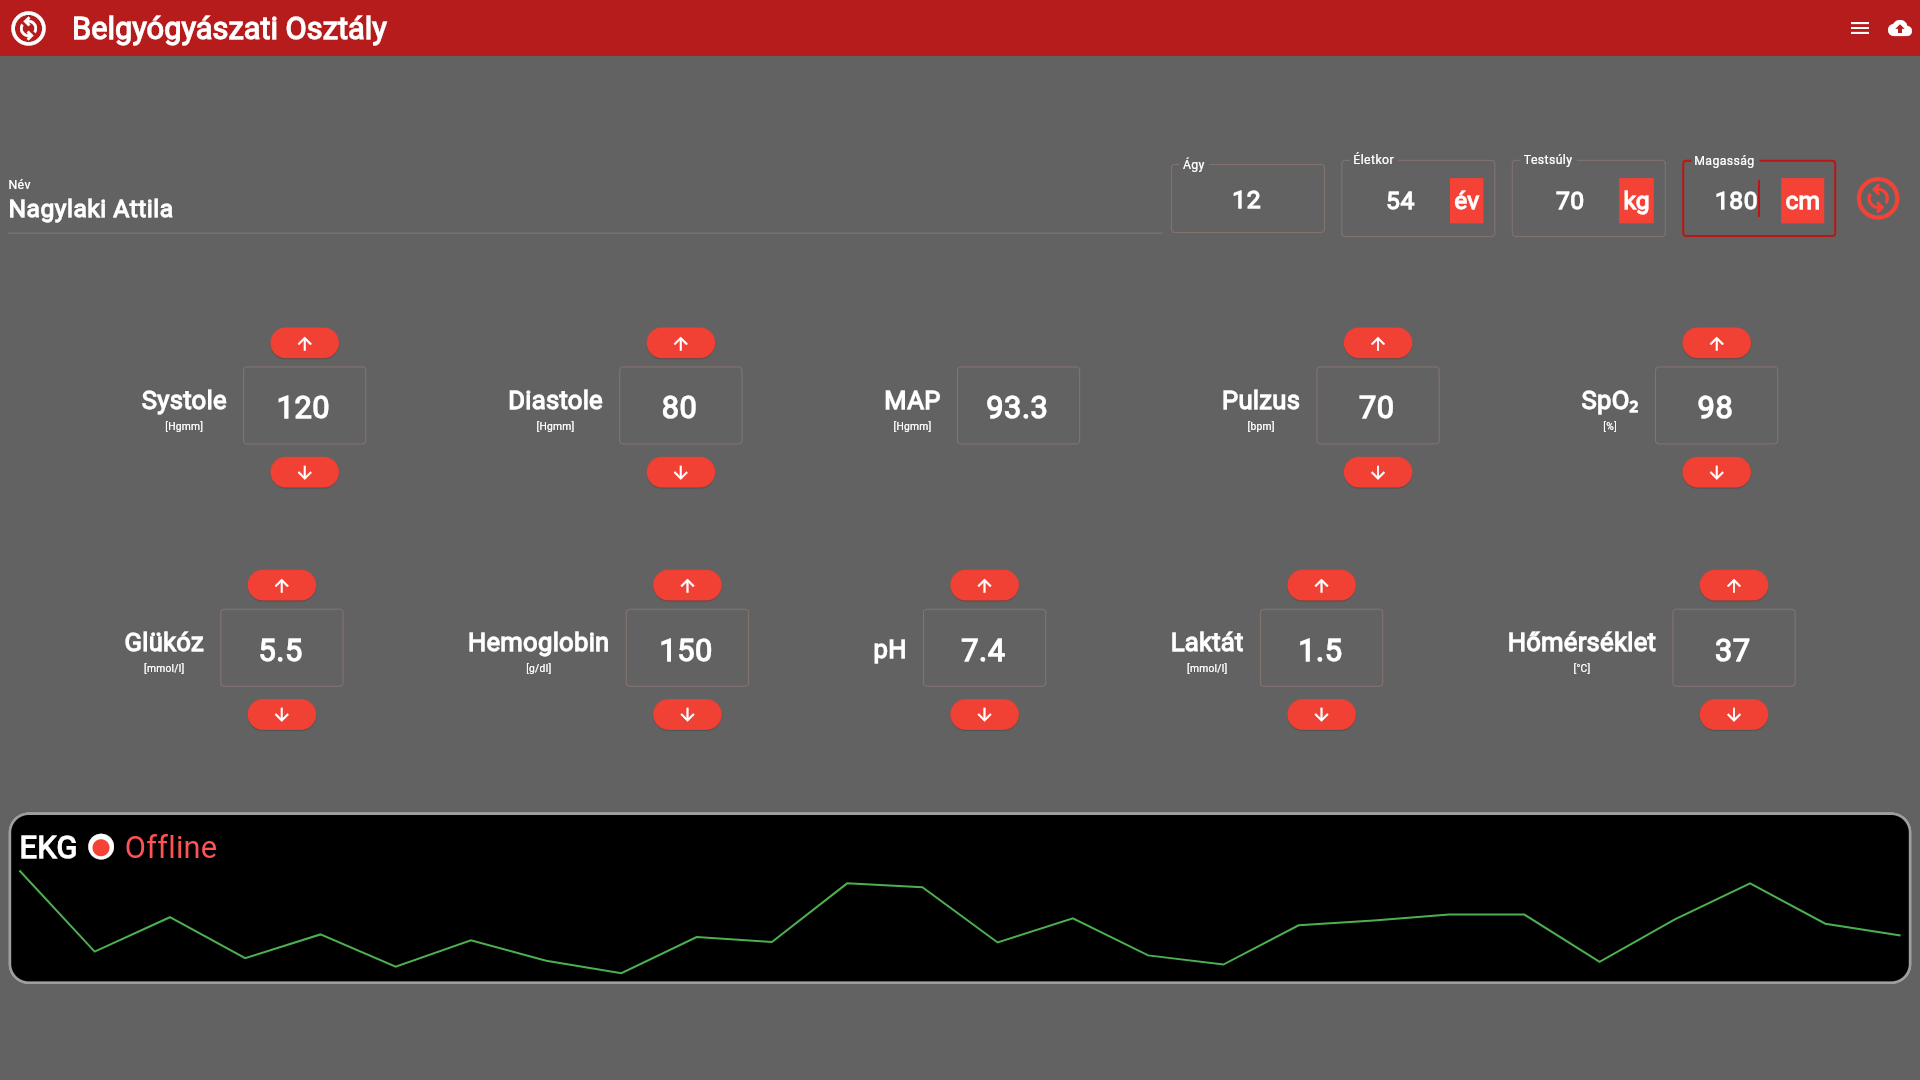 Belgyógyászati Osztály
Név
Nagylaki Attila
Ágy
12
Életkor
54 év
Testsúly
70 kg
Magasság
180 cm
Systole
[Hgmm]
120
Diastole
[Hgmm]
80
MAP
[Hgmm]
93.3
Pulzus
[bpm]
70
SpO₂
[%]
98
Glükóz
[mmol/l]
5.5
Hemoglobin
[g/dl]
150
pH
7.4
Laktát
[mmol/l]
1.5
Hőmérséklet
[°C]
37
EKG Offline